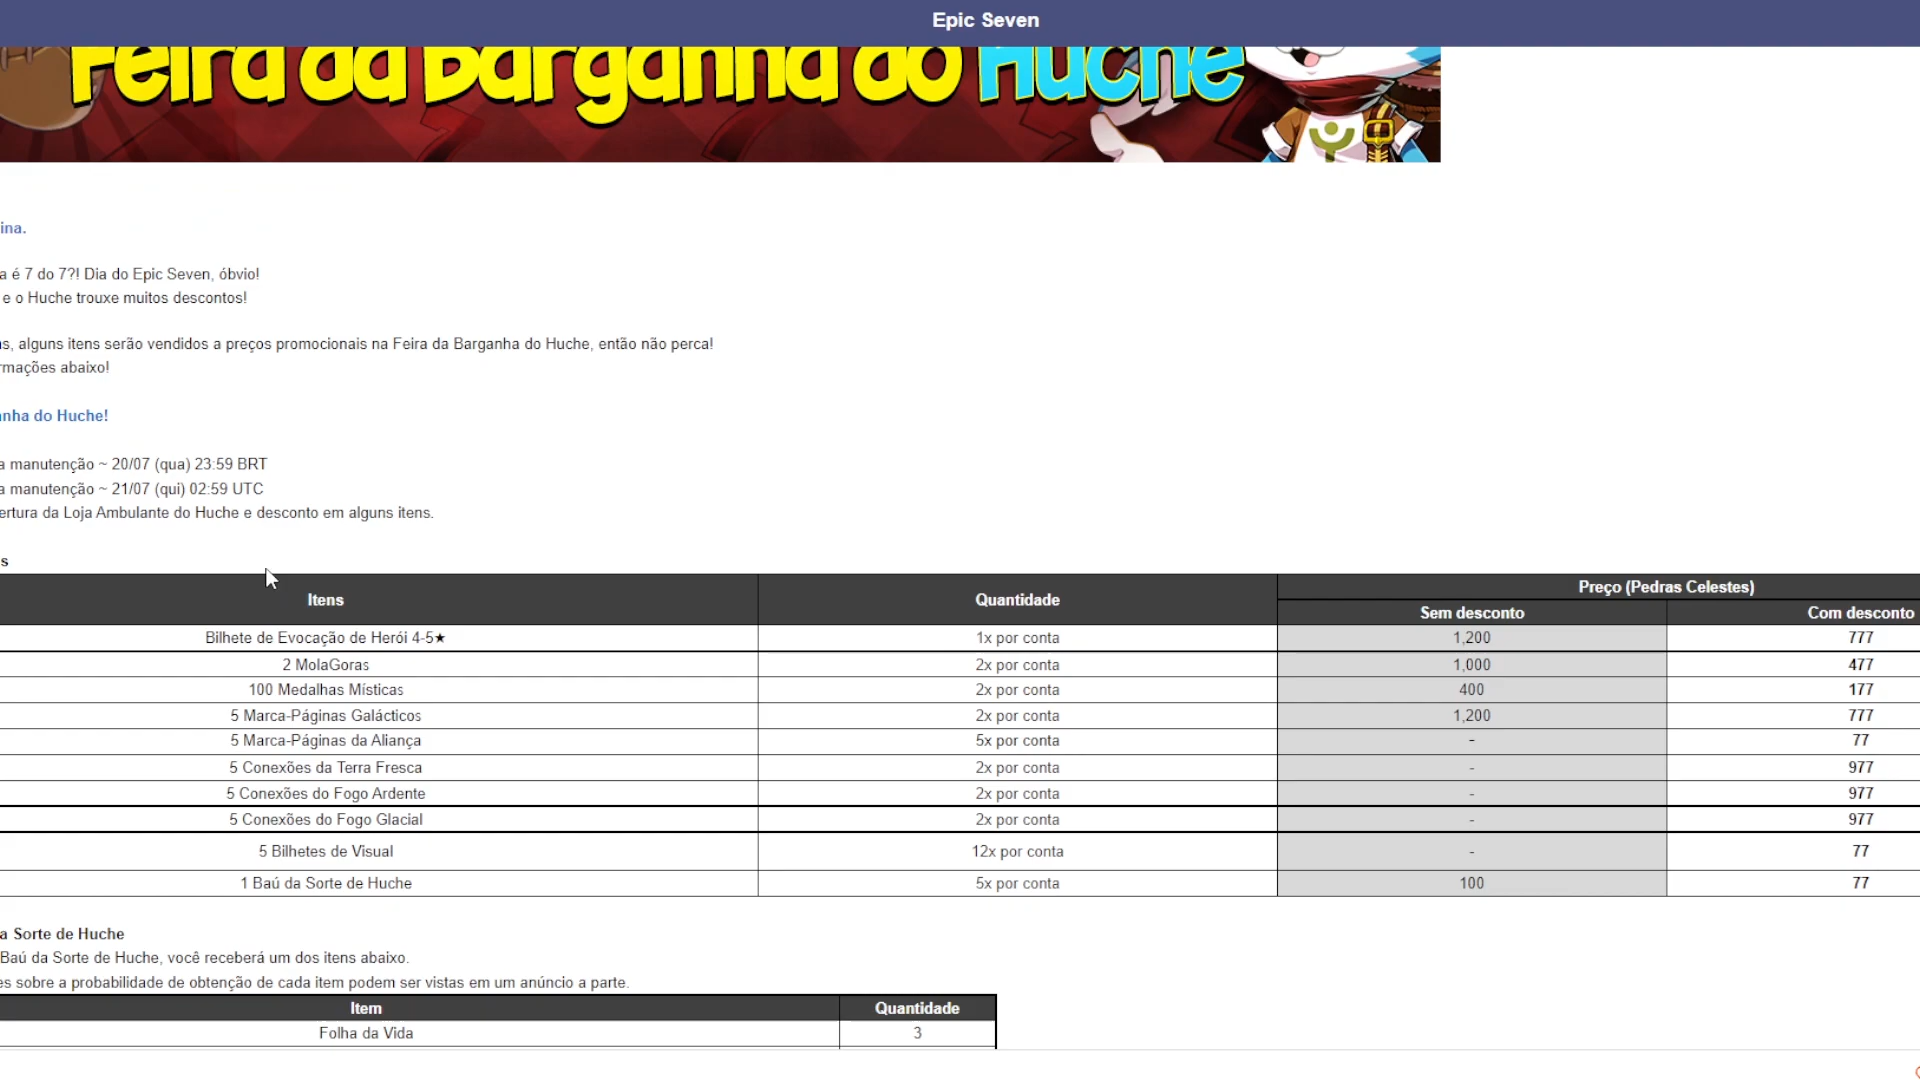 Epic Seven
Feira da Barganha do Huche
ina.
a é 7 do 7?! Dia do Epic Seven, óbvio!
e o Huche trouxe muitos descontos!
s, alguns itens serão vendidos a preços promocionais na Feira da Barganha do Huche, então não perca!
rmações abaixo!
anha do Huche!
a manutenção ~ 20/07 (qua) 23:59 BRT
a manutenção ~ 21/07 (qui) 02:59 UTC
ertura da Loja Ambulante do Huche e desconto em alguns itens.
s
Itens Quantidade Preço (Pedras Celestes)
Sem desconto Com desconto
Bilhete de Evocação de Herói 4-5★ 1x por conta 1,200 777
2 MolaGoras 2x por conta 1,000 477
100 Medalhas Místicas 2x por conta 400 177
5 Marca-Páginas Galácticos 2x por conta 1,200 777
5 Marca-Páginas da Aliança 5x por conta - 77
5 Conexões da Terra Fresca 2x por conta - 977
5 Conexões do Fogo Ardente 2x por conta - 977
5 Conexões do Fogo Glacial 2x por conta - 977
5 Bilhetes de Visual 12x por conta - 77
1 Baú da Sorte de Huche 5x por conta 100 77
a Sorte de Huche
Baú da Sorte de Huche, você receberá um dos itens abaixo.
es sobre a probabilidade de obtenção de cada item podem ser vistas em um anúncio a parte.
Item Quantidade
Folha da Vida 3